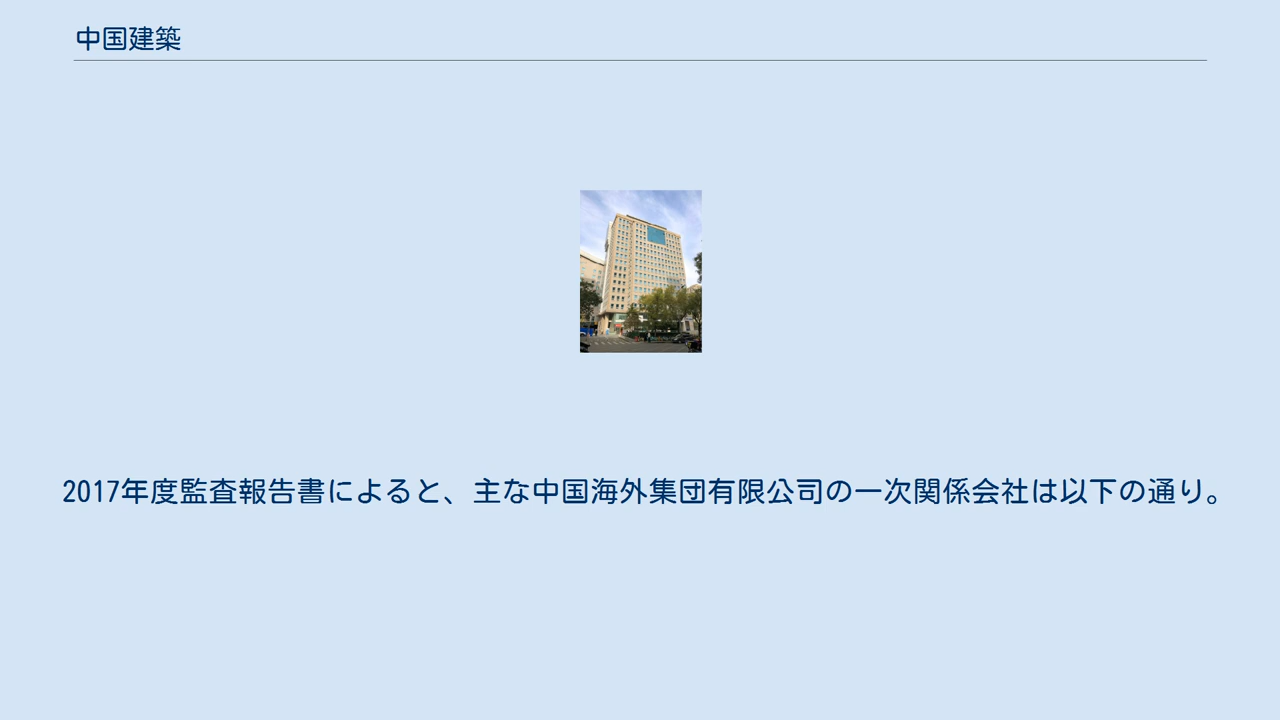 中国建築
2017年度監査報告書によると、主な中国海外集団有限公司の一次関係会社は以下の通り。